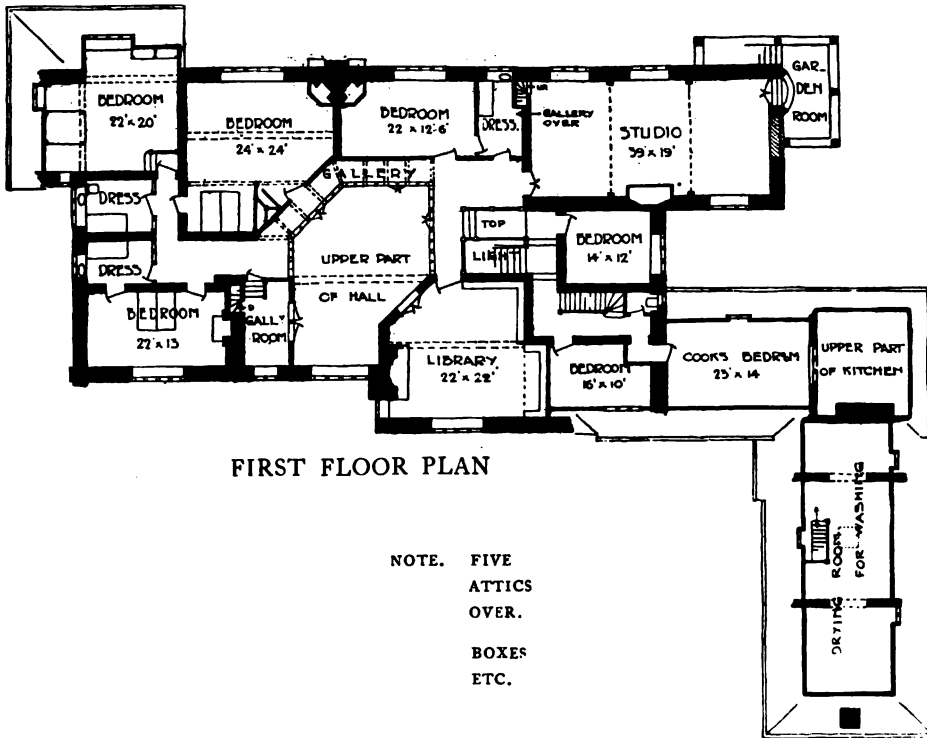 BEDROOM
22' x 20'
BEDROOM
24' x 24'
BEDROOM
22 x 12'·6"
DRESS.
UP
GALLERY
OVER
STUDIO
39' x 19'
GAR-
DEN
ROOM
GALLERY
DRESS
DRESS
TOP
LIGHT
BEDROOM
14' x 12'
UPPER PART
OF HALL
BEDROOM
22' x 13
GALLY
ROOM
LIBRARY
22' x 22'
BEDROOM
16' x 10'
COOKS BEDRM
23' x 14
UPPER PART
OF KITCHEN
FIRST FLOOR PLAN
DRYING ROOM
FOR WASHING
NOTE. FIVE
ATTICS
OVER.
BOXES
ETC.